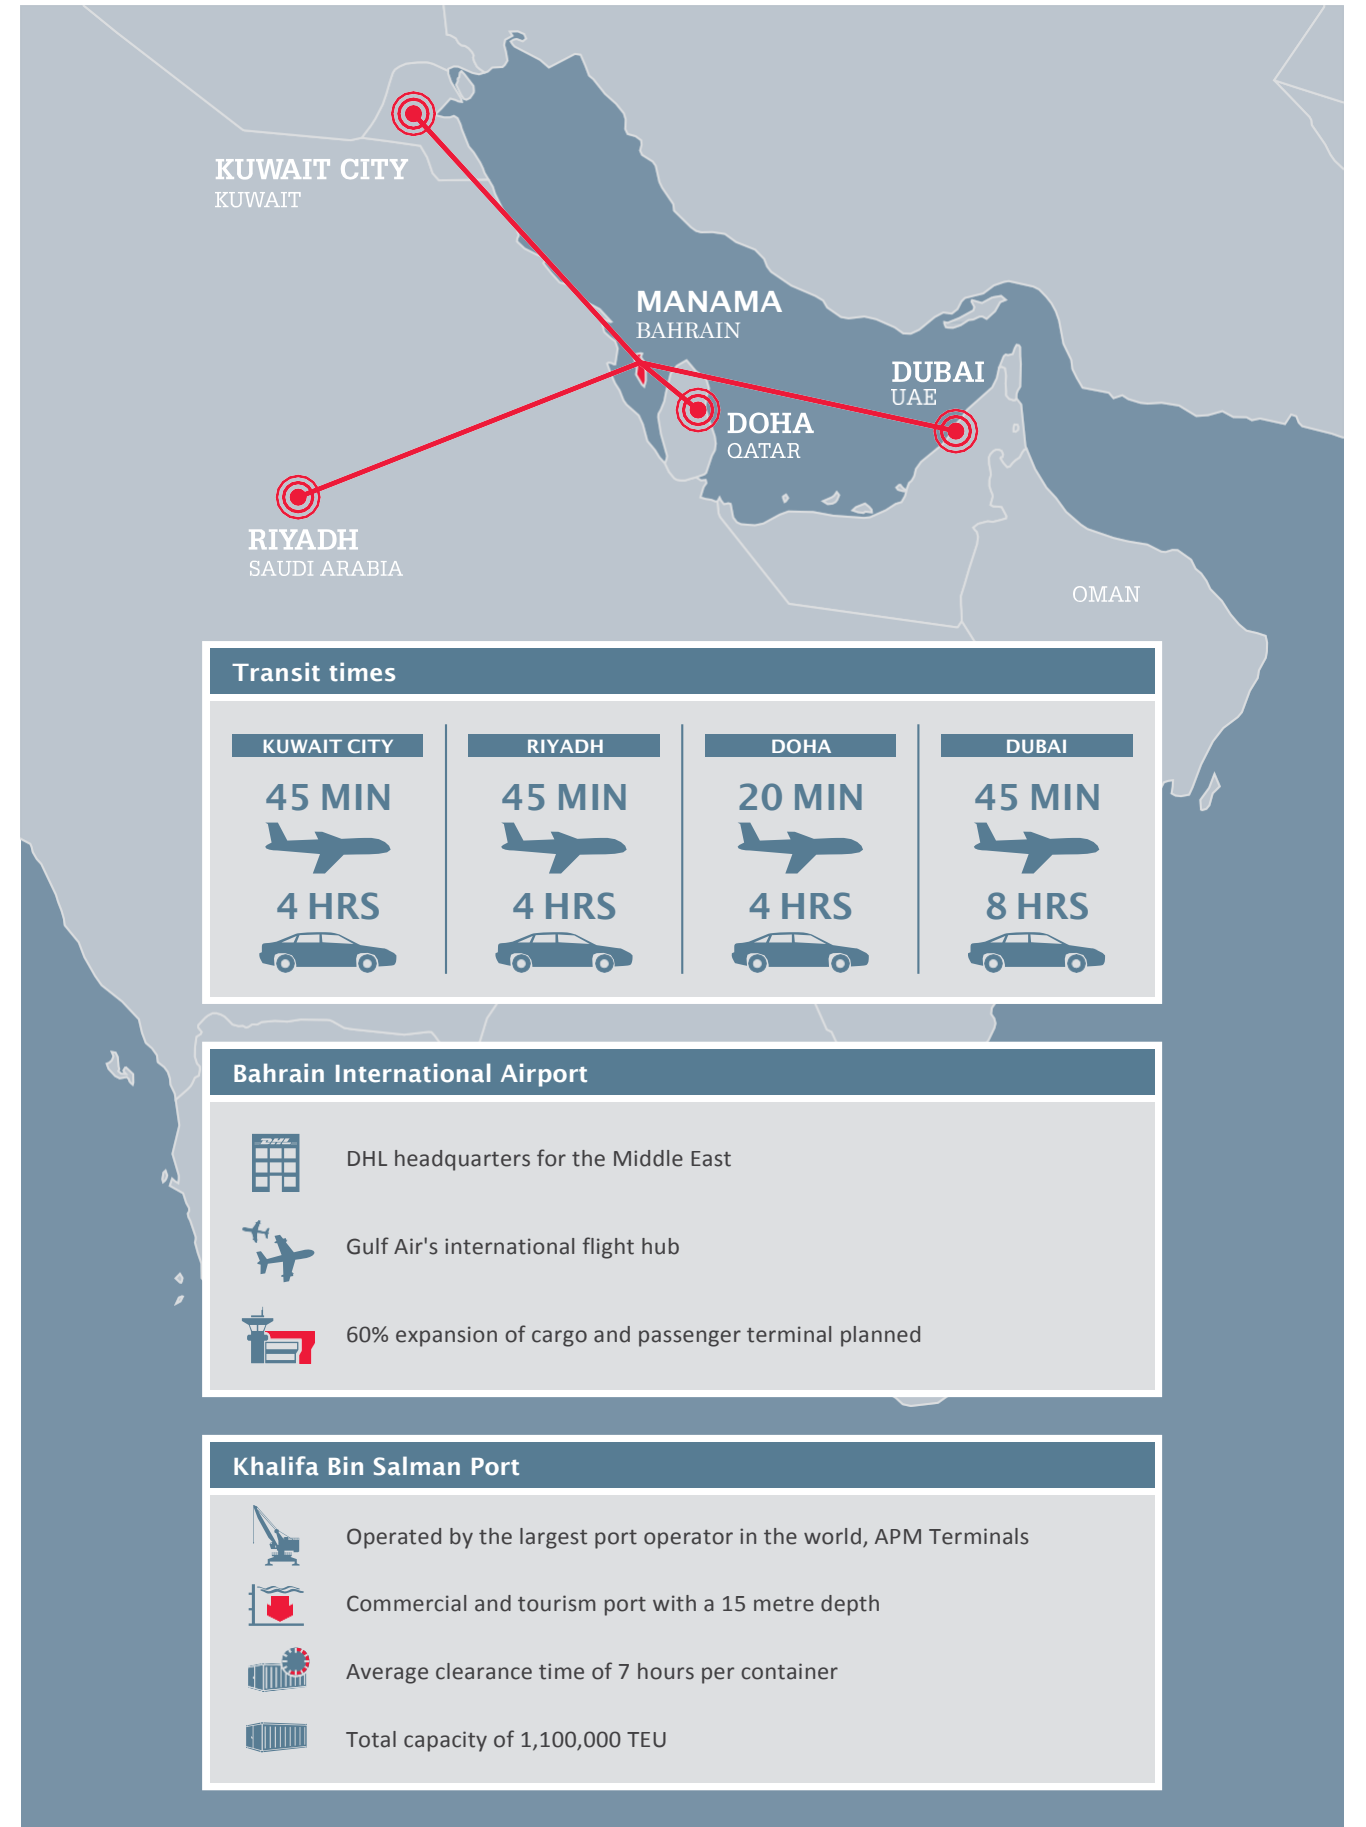 KUWAIT CITY
KUWAIT
MANAMA
BAHRAIN
DUBAI
UAE
DOHA
QATAR
RIYADH
SAUDI ARABIA
OMAN
Transit times
KUWAIT CITY
45 MIN
4 HRS
RIYADH
45 MIN
4 HRS
DOHA
20 MIN
4 HRS
DUBAI
45 MIN
8 HRS
Bahrain International Airport
DHL
DHL headquarters for the Middle East
Gulf Air's international flight hub
60% expansion of cargo and passenger terminal planned
Khalifa Bin Salman Port
Operated by the largest port operator in the world, APM Terminals
Commercial and tourism port with a 15 metre depth
Average clearance time of 7 hours per container
Total capacity of 1,100,000 TEU